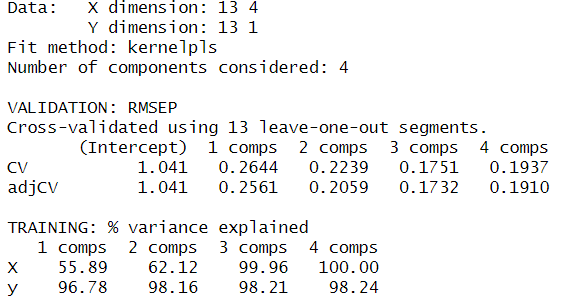 Data:   X dimension: 13 4
        Y dimension: 13 1
Fit method: kernelpls
Number of components considered: 4

VALIDATION: RMSEP
Cross-validated using 13 leave-one-out segments.
       (Intercept)  1 comps  2 comps  3 comps  4 comps
CV           1.041   0.2644   0.2239   0.1751   0.1937
adjCV        1.041   0.2561   0.2059   0.1732   0.1910

TRAINING: % variance explained
   1 comps  2 comps  3 comps  4 comps
X    55.89    62.12    99.96   100.00
y    96.78    98.16    98.21    98.24